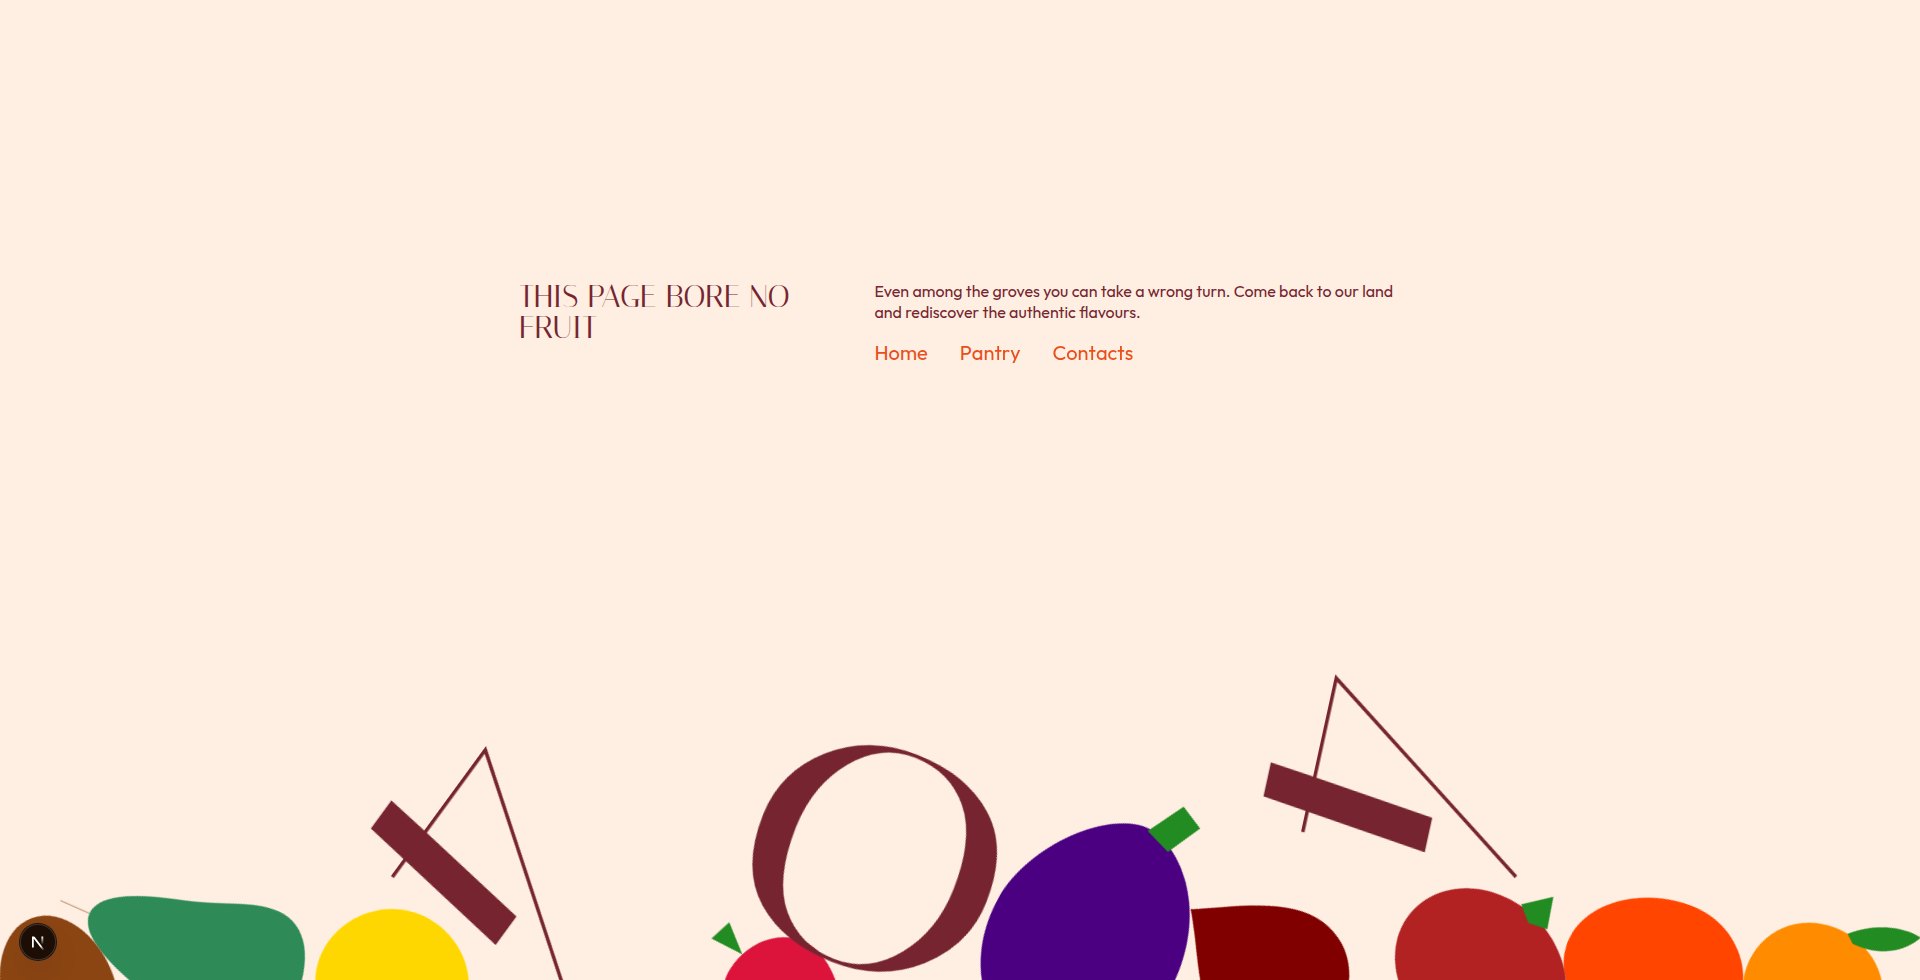 THIS PAGE BORE NO
FRUIT
Even among the groves you can take a wrong turn. Come back to our land
and rediscover the authentic flavours.
Home Pantry Contacts
A O A
N